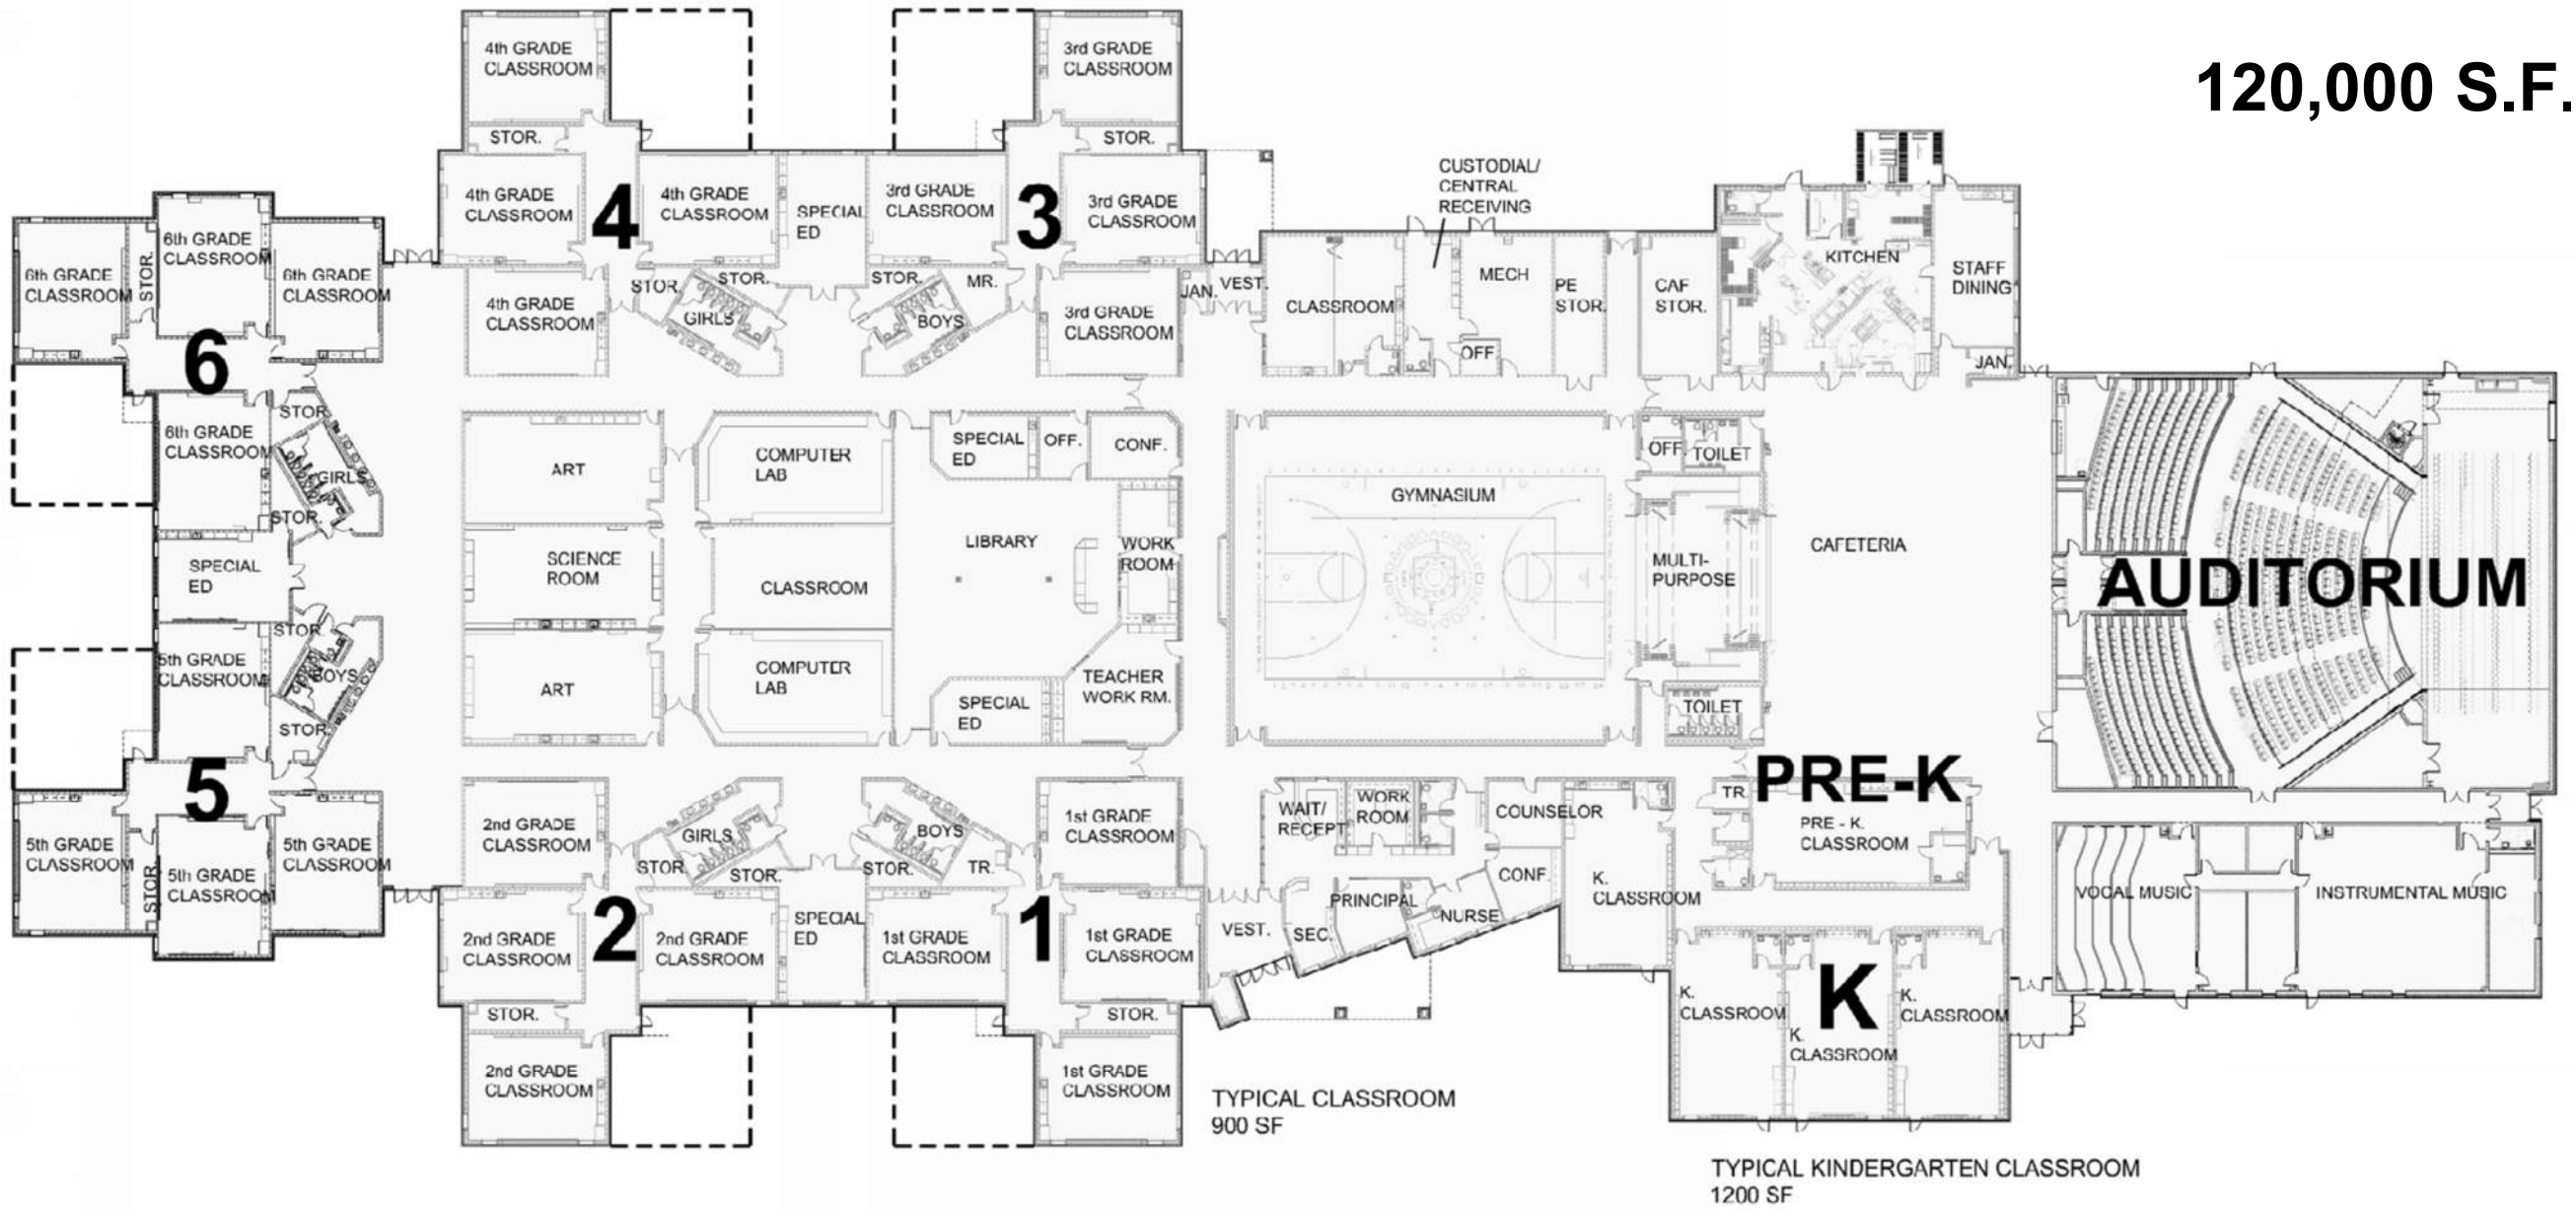 120,000 S.F.
4th GRADE
CLASSROOM
3rd GRADE
CLASSROOM
STOR.
STOR.
4th GRADE
CLASSROOM
4
4th GRADE
CLASSROOM
SPECIAL
ED
3rd GRADE
CLASSROOM
3
3rd GRADE
CLASSROOM
CUSTODIAL/
CENTRAL
RECEIVING
6th GRADE
CLASSROOM
STOR.
6th GRADE
CLASSROOM
6th GRADE
CLASSROOM
6
4th GRADE
CLASSROOM
STOR.
STOR.
GIRLS
STOR.
BOYS
MR.
3rd GRADE
CLASSROOM
JAN.
VEST.
CLASSROOM
MECH
OFF.
PE
STOR.
CAF
STOR.
KITCHEN
STAFF
DINING
JAN.
6th GRADE
CLASSROOM
STOR.
GIRLS
STOR.
SPECIAL
ED
STOR.
BOYS
STOR.
5th GRADE
CLASSROOM
ART
COMPUTER
LAB
SPECIAL
ED
OFF.
CONF.
SCIENCE
ROOM
CLASSROOM
LIBRARY
WORK
ROOM
ART
COMPUTER
LAB
SPECIAL
ED
TEACHER
WORK RM.
GYMNASIUM
OFF.
TOILET
MULTI-
PURPOSE
TOILET
CAFETERIA
AUDITORIUM
5
5th GRADE
CLASSROOM
STOR.
5th GRADE
CLASSROOM
5th GRADE
CLASSROOM
2nd GRADE
CLASSROOM
GIRLS
STOR.
STOR.
BOYS
STOR.
TR.
1st GRADE
CLASSROOM
2nd GRADE
CLASSROOM
2
2nd GRADE
CLASSROOM
SPECIAL
ED
1st GRADE
CLASSROOM
1
1st GRADE
CLASSROOM
STOR.
STOR.
2nd GRADE
CLASSROOM
1st GRADE
CLASSROOM
WAIT/
RECEPT
WORK
ROOM
COUNSELOR
CONF.
PRINCIPAL
NURSE
VEST.
SEC.
K.
CLASSROOM
TR.
PRE-K
PRE - K.
CLASSROOM
K.
CLASSROOM
K
K.
CLASSROOM
K.
CLASSROOM
VOCAL MUSIC
INSTRUMENTAL MUSIC
TYPICAL CLASSROOM
900 SF
TYPICAL KINDERGARTEN CLASSROOM
1200 SF